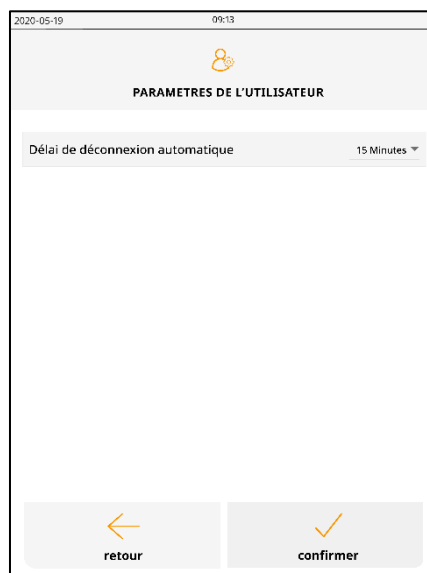 2020-05-19 09:13
PARAMETRES DE L'UTILISATEUR
Délai de déconnexion automatique 15 Minutes
retour confirmer